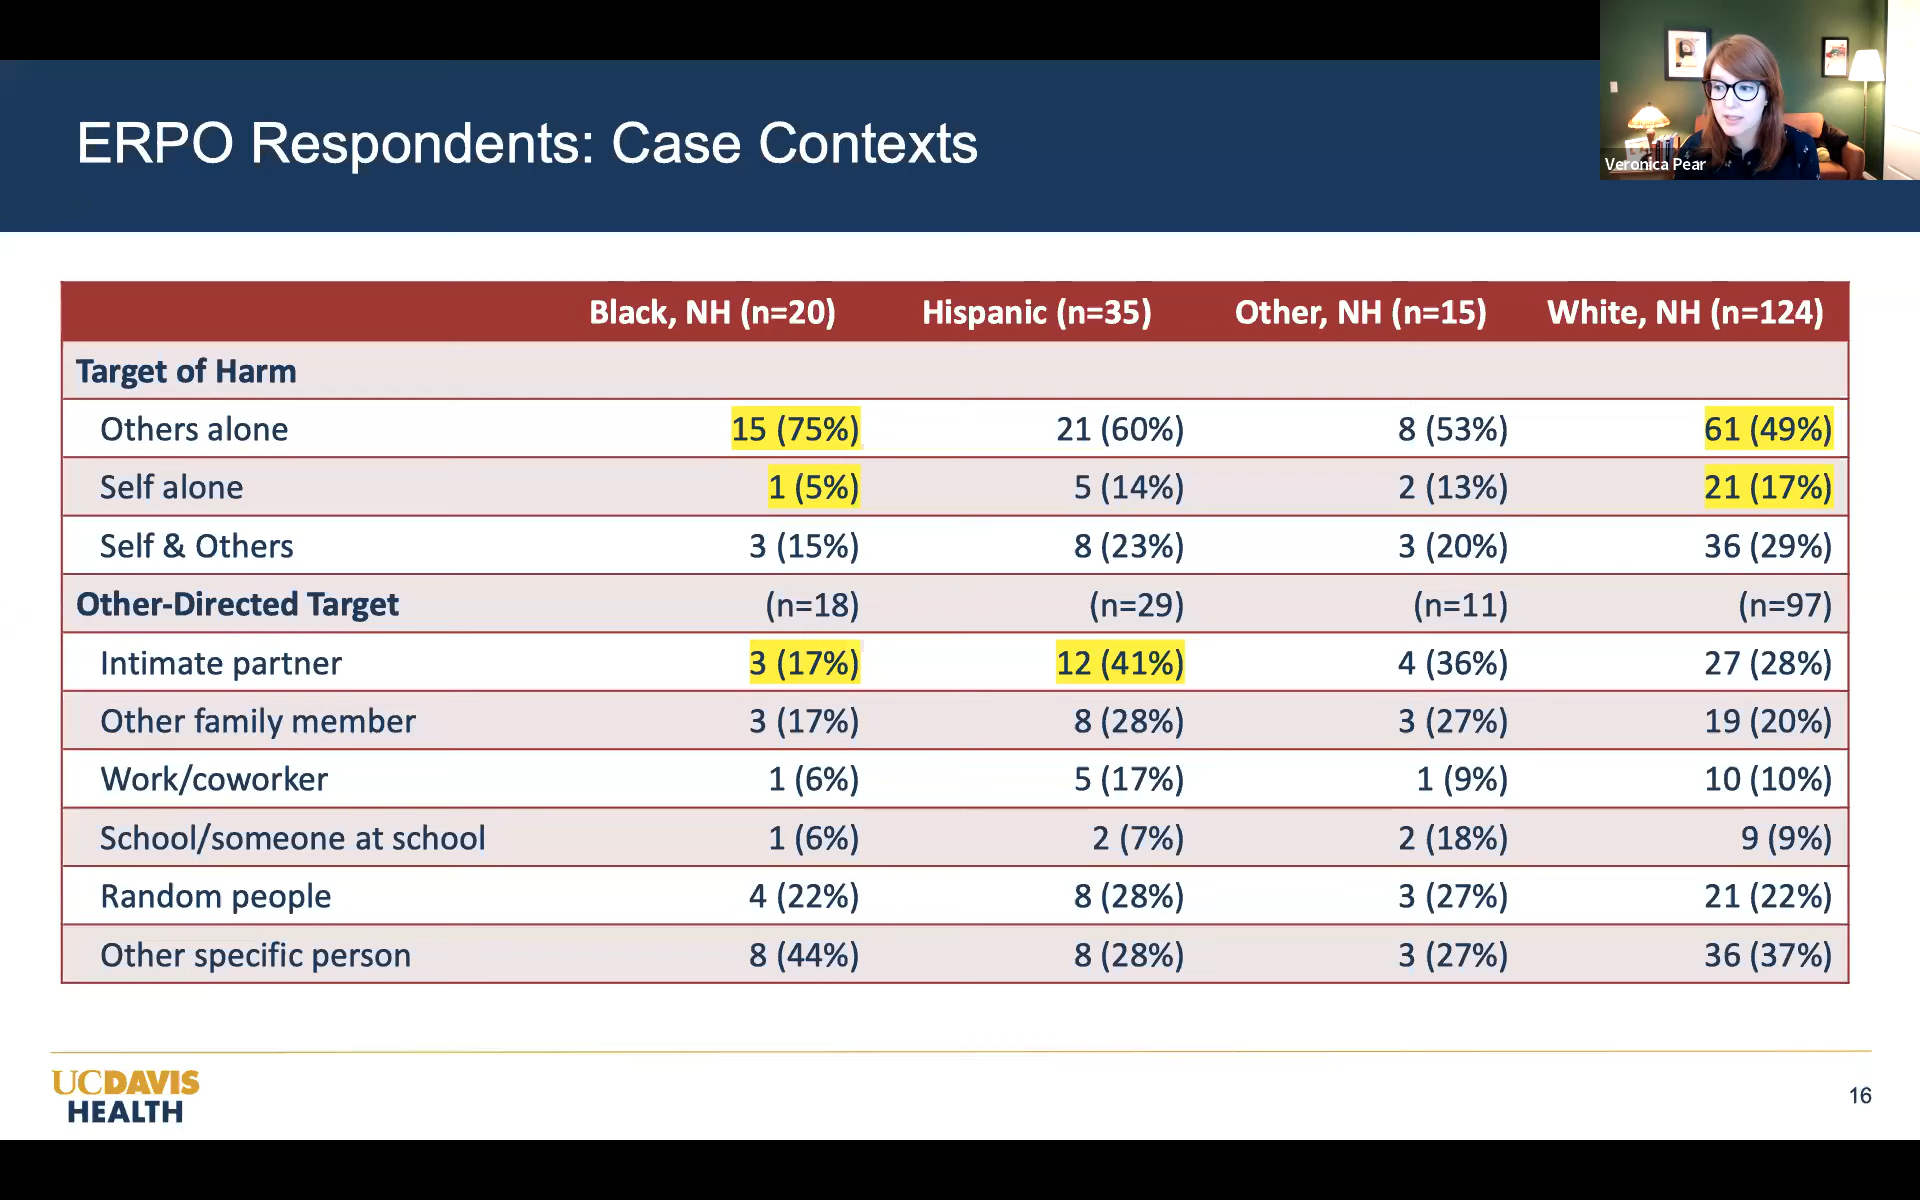 Veronica Pear
ERPO Respondents: Case Contexts
Black, NH (n=20) Hispanic (n=35) Other, NH (n=15) White, NH (n=124)
Target of Harm
Others alone 15 (75%) 21 (60%) 8 (53%) 61 (49%)
Self alone 1 (5%) 5 (14%) 2 (13%) 21 (17%)
Self & Others 3 (15%) 8 (23%) 3 (20%) 36 (29%)
Other-Directed Target (n=18) (n=29) (n=11) (n=97)
Intimate partner 3 (17%) 12 (41%) 4 (36%) 27 (28%)
Other family member 3 (17%) 8 (28%) 3 (27%) 19 (20%)
Work/coworker 1 (6%) 5 (17%) 1 (9%) 10 (10%)
School/someone at school 1 (6%) 2 (7%) 2 (18%) 9 (9%)
Random people 4 (22%) 8 (28%) 3 (27%) 21 (22%)
Other specific person 8 (44%) 8 (28%) 3 (27%) 36 (37%)
UCDAVIS
HEALTH
16